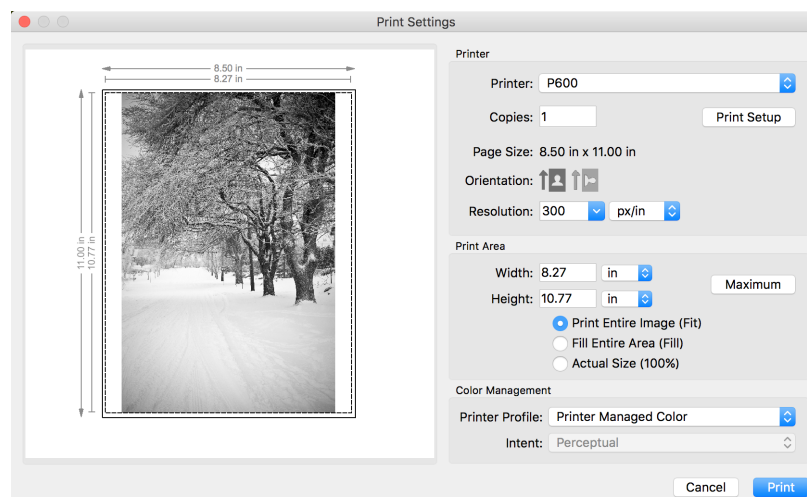 Print Settings
8.50 in
8.27 in
11.00 in
10.77 in
Printer
Printer: P600
Copies: 1 Print Setup
Page Size: 8.50 in x 11.00 in
Orientation:
Resolution: 300 px/in
Print Area
Width: 8.27 in
Maximum
Height: 10.77 in
Print Entire Image (Fit)
Fill Entire Area (Fill)
Actual Size (100%)
Color Management
Printer Profile: Printer Managed Color
Intent: Perceptual
Cancel Print